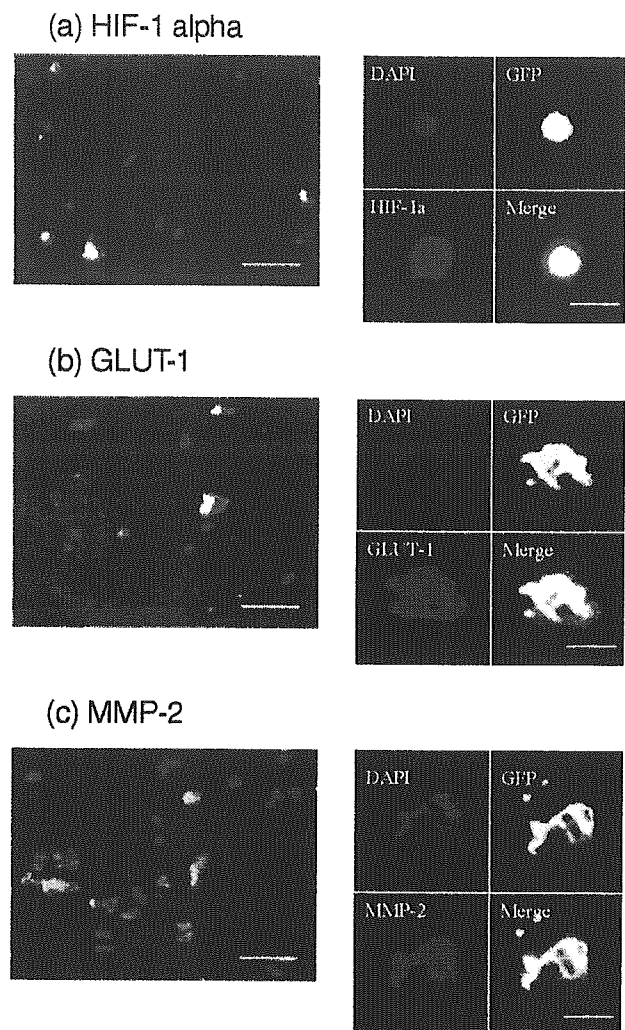 (a) HIF-1 alpha
DAPI GFP
HIF-1a Merge
(b) GLUT-1
DAPI GFP
GLUT-1 Merge
(c) MMP-2
DAPI GFP
MMP-2 Merge